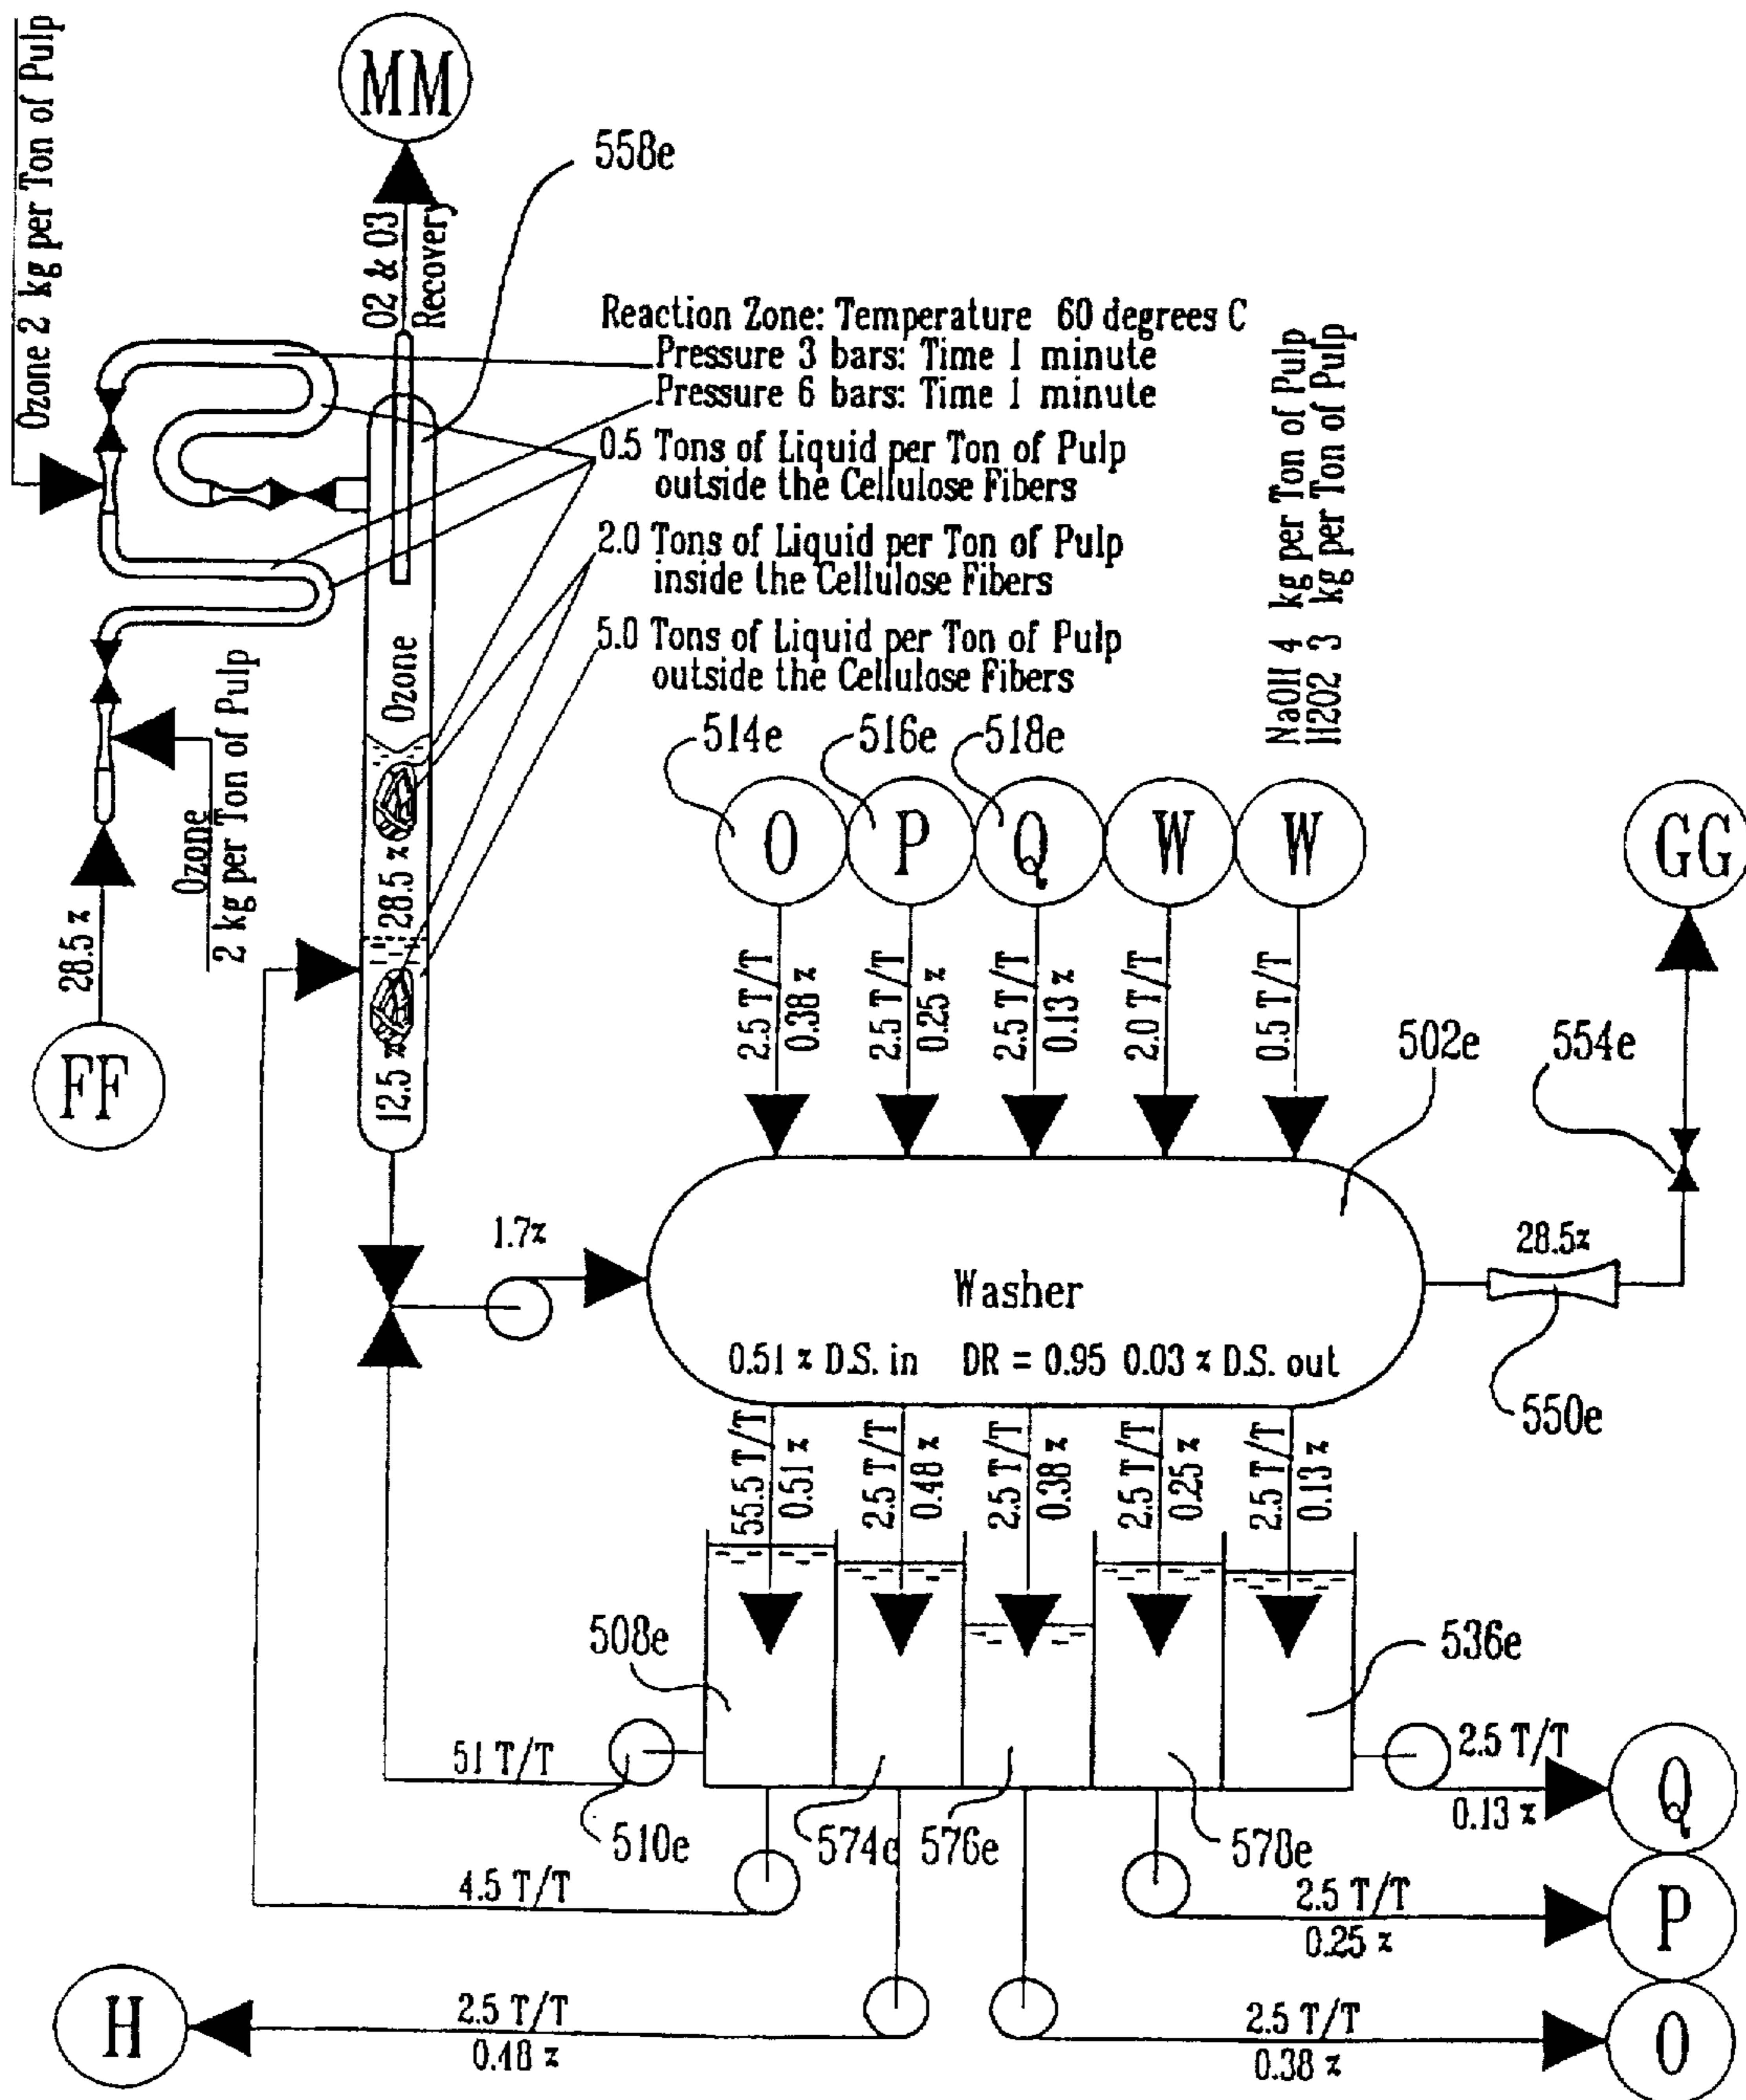 Ozone 2 kg per Ton of Pulp
MM
O2 & O3
Recovery
558e
Reaction Zone: Temperature 60 degrees C
Pressure 3 bars: Time 1 minute
Pressure 6 bars: Time 1 minute
0.5 Tons of Liquid per Ton of Pulp
outside the Cellulose Fibers
2.0 Tons of Liquid per Ton of Pulp
inside the Cellulose Fibers
5.0 Tons of Liquid per Ton of Pulp
outside the Cellulose Fibers
NaOH 4 kg per Ton of Pulp
H2O2 3 kg per Ton of Pulp
Ozone
2 kg per Ton of Pulp
Ozone
28.5 %
12.5 %
28.5 %
FF
514e
516e
518e
O
P
Q
W
W
GG
2.5 T/T
0.38 %
2.5 T/T
0.25 %
2.5 T/T
0.13 %
2.0 T/T
0.5 T/T
502e
554e
1.7%
Washer
28.5%
0.51 % D.S. in DR = 0.95 0.03 % D.S. out
550e
55.5 T/T
0.51 %
2.5 T/T
0.48 %
2.5 T/T
0.38 %
2.5 T/T
0.25 %
2.5 T/T
0.13 %
508e
536e
51 T/T
510e
574e
576e
578e
2.5 T/T
0.13 %
Q
4.5 T/T
2.5 T/T
0.25 %
P
H
2.5 T/T
0.48 %
2.5 T/T
0.38 %
O